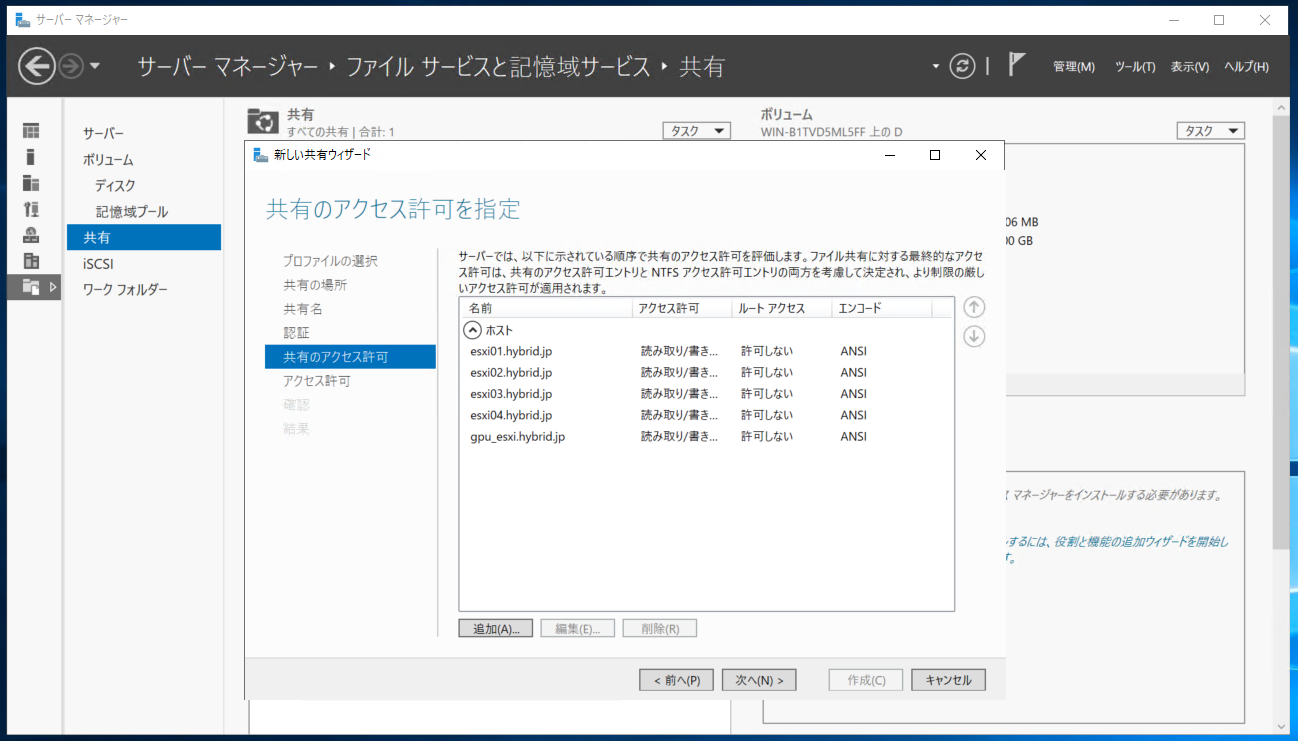 サーバー マネージャー
サーバー マネージャー ‣ ファイル サービスと記憶域サービス ‣ 共有
管理(M) ツール(T) 表示(V) ヘルプ(H)
サーバー
ボリューム
ディスク
記憶域プール
共有
iSCSI
ワーク フォルダー
共有
すべての共有 | 合計: 1
タスク
ボリューム
WIN-B1TVD5ML5FF 上の D
タスク
新しい共有ウィザード
共有のアクセス許可を指定
プロファイルの選択
共有の場所
共有名
認証
共有のアクセス許可
アクセス許可
確認
結果
サーバーでは、以下に示されている順序で共有のアクセス許可を評価します。ファイル共有に対する最終的なアクセ
ス許可は、共有のアクセス許可エントリと NTFS アクセス許可エントリの両方を考慮して決定され、より制限の厳し
いアクセス許可が適用されます。
名前 アクセス許可 ルート アクセス エンコード
ホスト
esxi01.hybrid.jp 読み取り/書き... 許可しない ANSI
esxi02.hybrid.jp 読み取り/書き... 許可しない ANSI
esxi03.hybrid.jp 読み取り/書き... 許可しない ANSI
esxi04.hybrid.jp 読み取り/書き... 許可しない ANSI
gpu_esxi.hybrid.jp 読み取り/書き... 許可しない ANSI
追加(A)... 編集(E)... 削除(R)
< 前へ(P) 次へ(N) > 作成(C) キャンセル
06 MB
00 GB
マネージャーをインストールする必要があります。
するには、役割と機能の追加ウィザードを開始し
す。